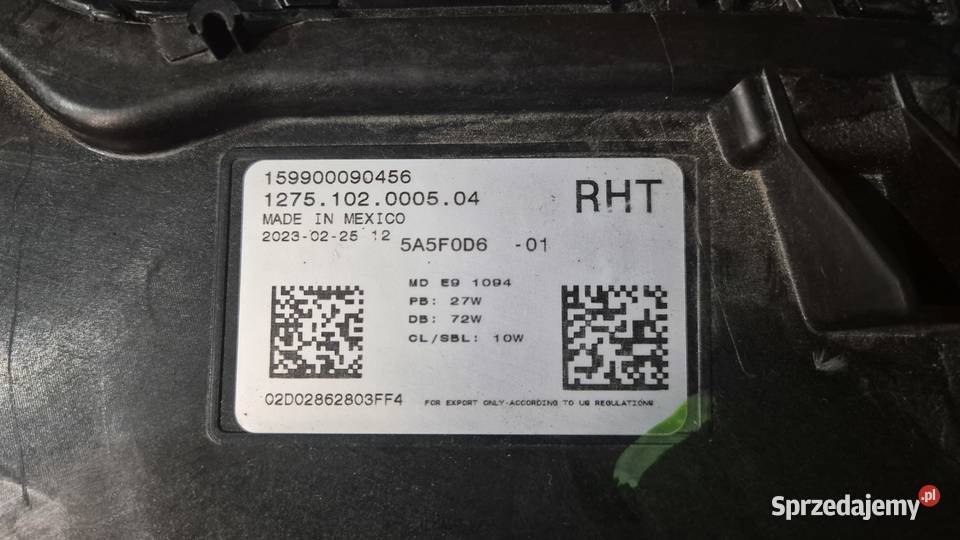 159900090456
1275.102.0005.04
RHT
MADE IN MEXICO
2023-02-25 12
5A5F0D6 -01
MD E9 1094
PB: 27W
DB: 72W
CL/SBL: 10W
02D02862803FF4
FOR EXPORT ONLY-ACCORDING TO US REGULATIONS
Sprzedajemy.pl